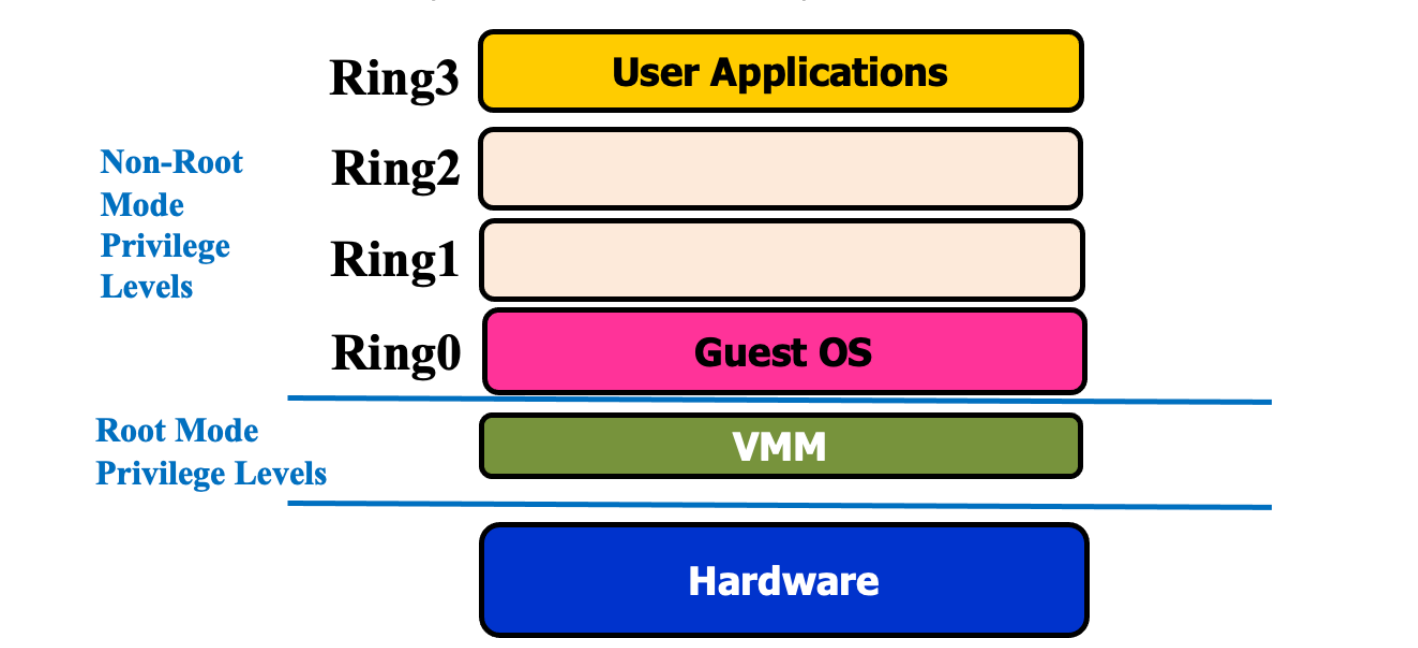 Ring3
User Applications
Non-Root
Mode
Privilege
Levels
Ring2
Ring1
Ring0
Guest OS
Root Mode
Privilege Levels
VMM
Hardware